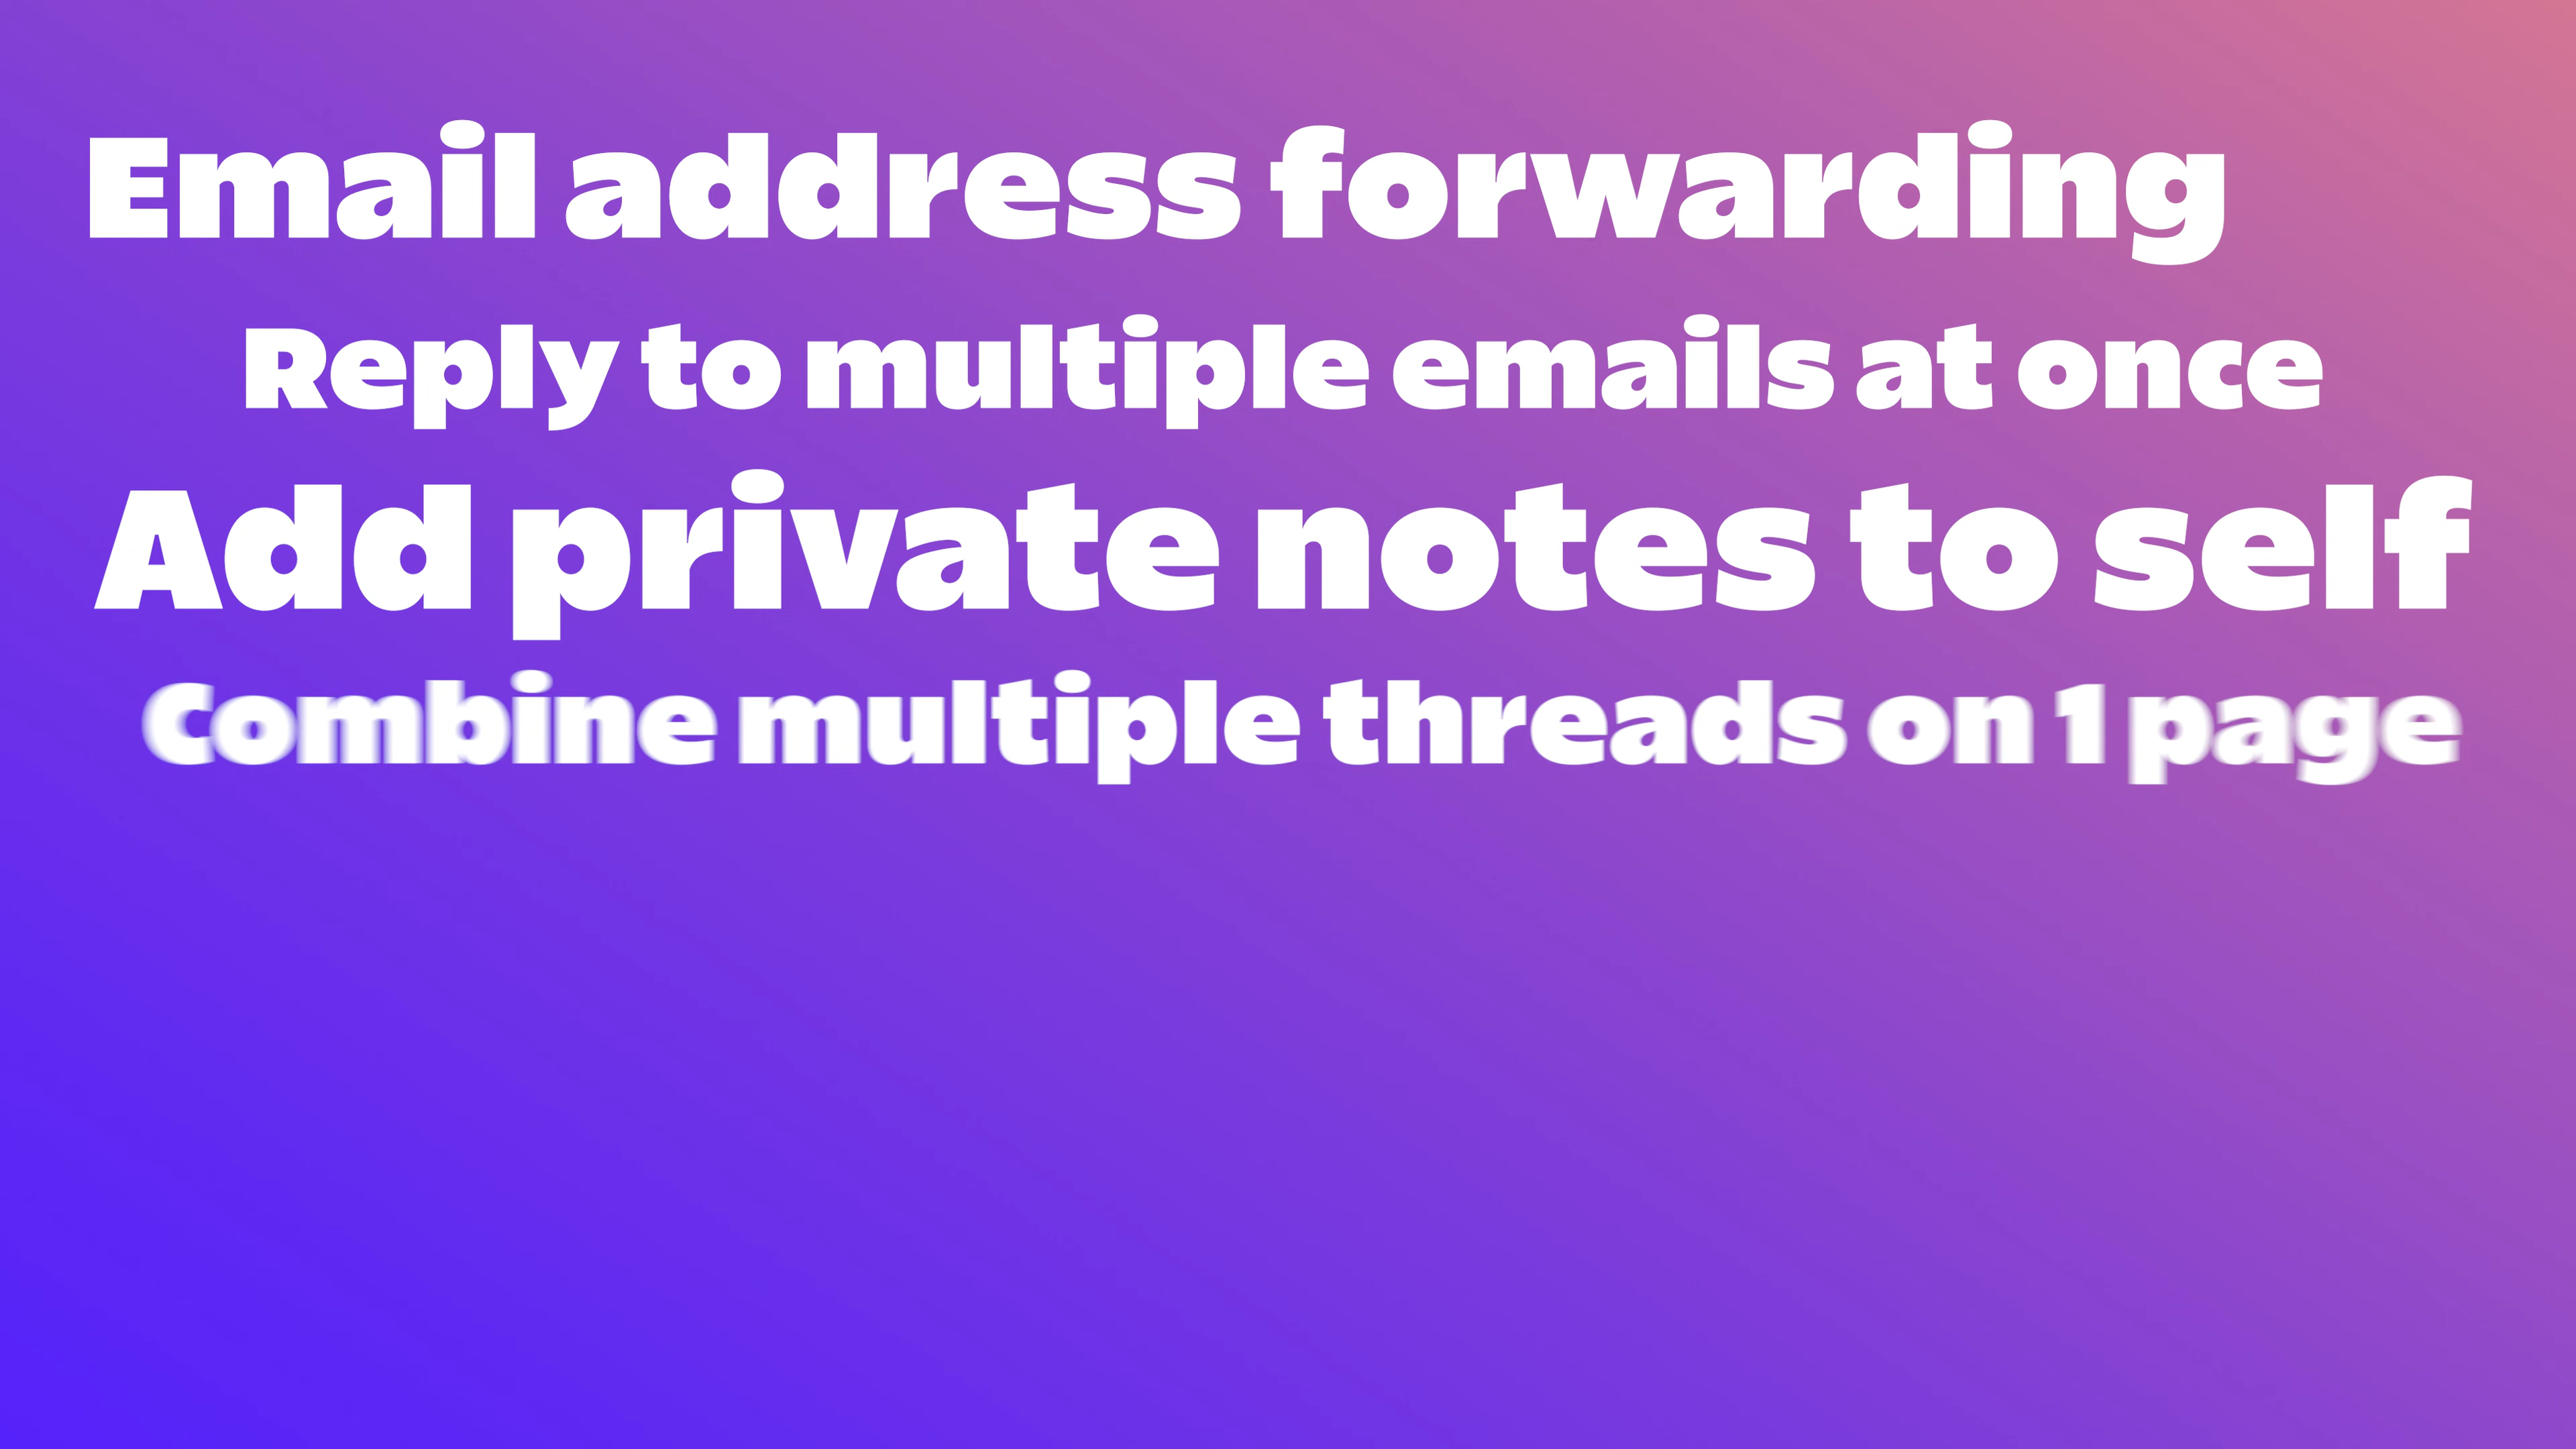 Email address forwarding
Reply to multiple emails at once
Add private notes to self
Combine multiple threads on 1 page